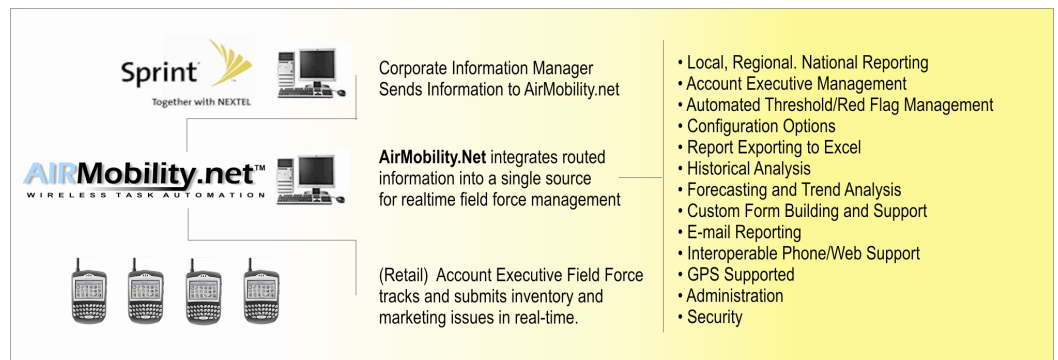 Sprint
Together with NEXTEL
Corporate Information Manager
Sends Information to AirMobility.net
AIRMobility.net™
WIRELESS TASK AUTOMATION
AirMobility.Net integrates routed
information into a single source
for realtime field force management
(Retail) Account Executive Field Force
tracks and submits inventory and
marketing issues in real-time.
• Local, Regional. National Reporting
• Account Executive Management
• Automated Threshold/Red Flag Management
• Configuration Options
• Report Exporting to Excel
• Historical Analysis
• Forecasting and Trend Analysis
• Custom Form Building and Support
• E-mail Reporting
• Interoperable Phone/Web Support
• GPS Supported
• Administration
• Security